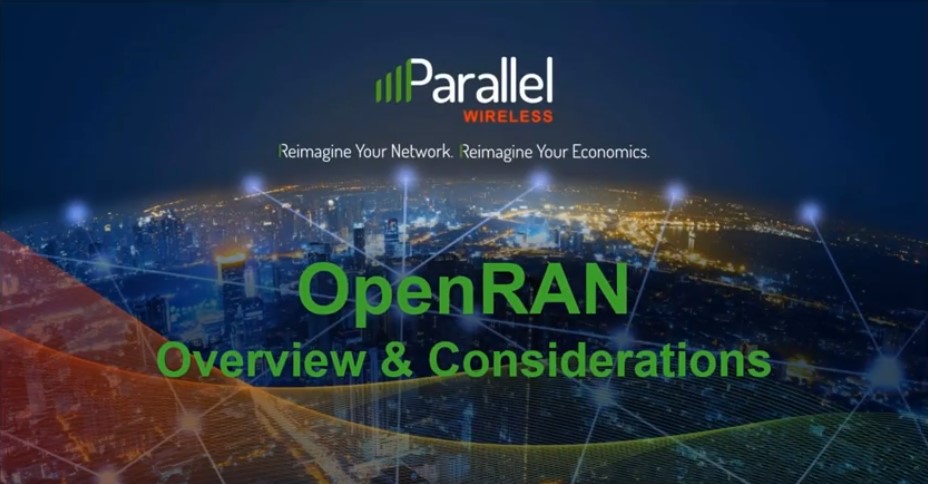 Parallel
WIRELESS
Reimagine Your Network. Reimagine Your Economics.
OpenRAN
Overview & Considerations